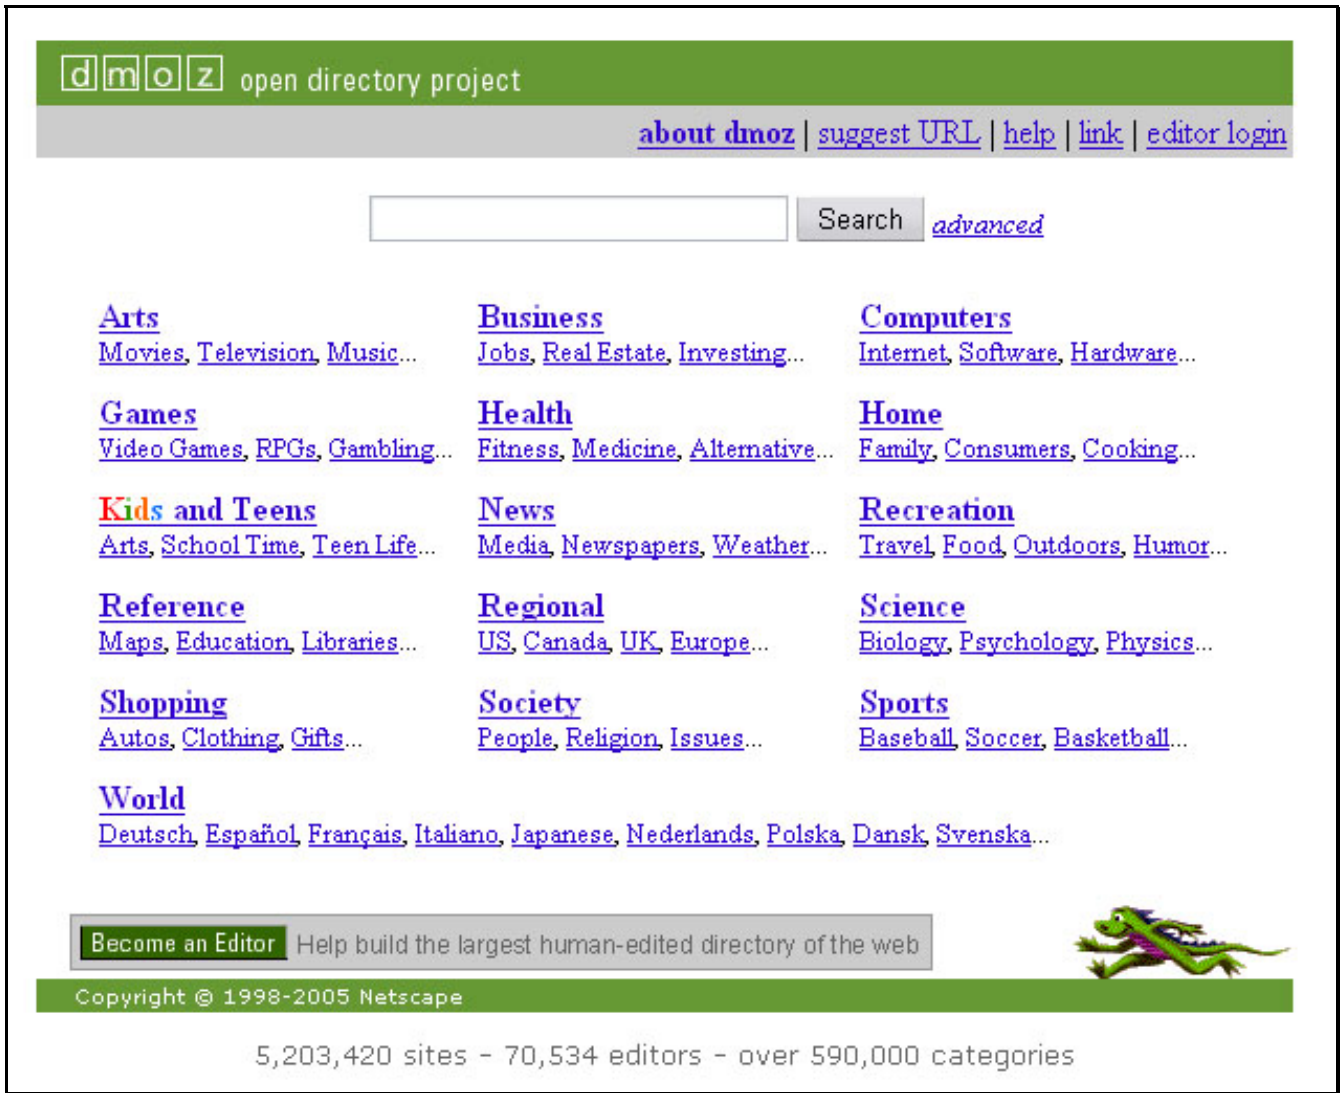 dmoz open directory project
about dmoz | suggest URL | help | link | editor login
Search advanced
Arts Business Computers
Movies, Television, Music... Jobs, Real Estate, Investing... Internet, Software, Hardware...
Games Health Home
Video Games, RPGs, Gambling... Fitness, Medicine, Alternative... Family, Consumers, Cooking...
Kids and Teens News Recreation
Arts, School Time, Teen Life... Media, Newspapers, Weather... Travel, Food, Outdoors, Humor...
Reference Regional Science
Maps, Education, Libraries... US, Canada, UK, Europe... Biology, Psychology, Physics...
Shopping Society Sports
Autos, Clothing, Gifts... People, Religion, Issues... Baseball, Soccer, Basketball...
World
Deutsch, Español, Français, Italiano, Japanese, Nederlands, Polska, Dansk, Svenska...
Become an Editor Help build the largest human-edited directory of the web
Copyright © 1998-2005 Netscape
5,203,420 sites - 70,534 editors - over 590,000 categories